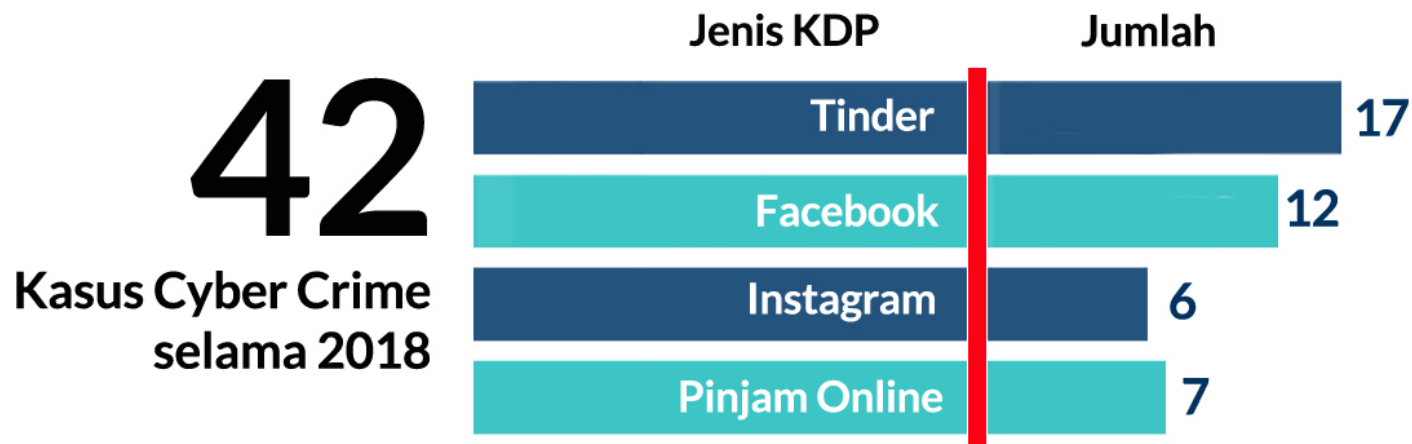 42
Kasus Cyber Crime
selama 2018
Jenis KDP Jumlah
Tinder 17
Facebook 12
Instagram 6
Pinjam Online 7